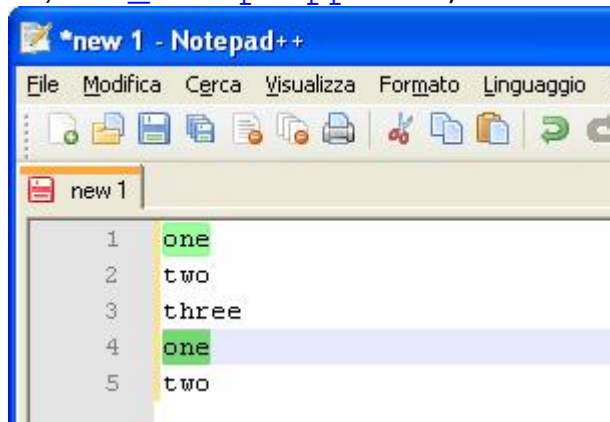 *new 1 - Notepad++
File Modifica Cerca Visualizza Formato Linguaggio
new 1
1 one
2 two
3 three
4 one
5 two